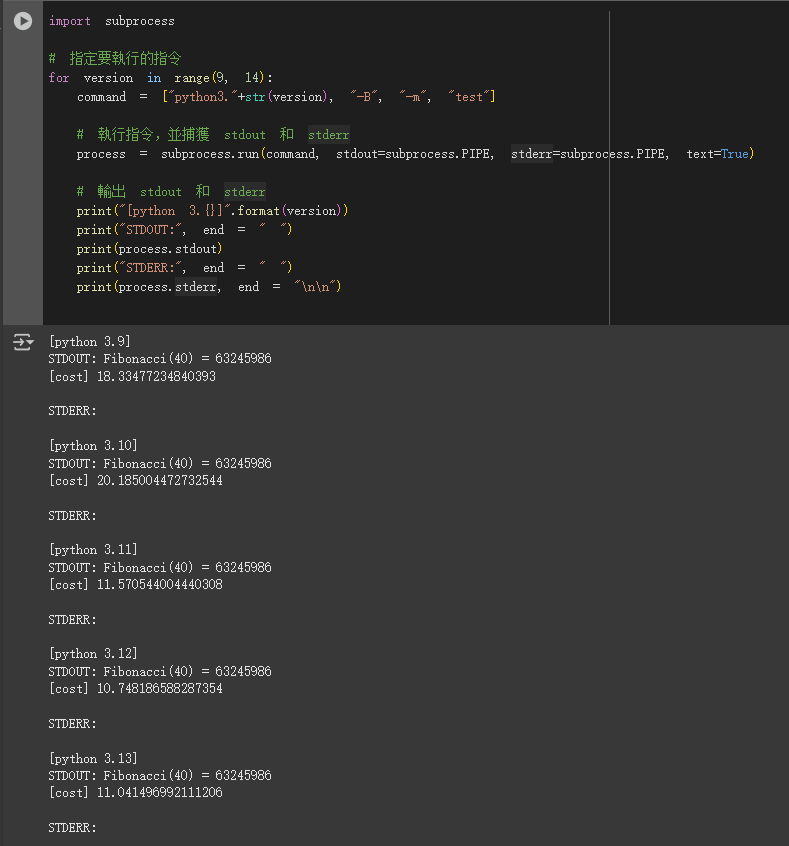 import subprocess
# 指定要執行的指令
for version in range(9, 14):
command = ["python3."+str(version), "-B", "-m", "test"]
# 執行指令，並捕獲 stdout 和 stderr
process = subprocess.run(command, stdout=subprocess.PIPE, stderr=subprocess.PIPE, text=True)
# 輸出 stdout 和 stderr
print("[python 3.{}]".format(version))
print("STDOUT:", end = " ")
print(process.stdout)
print("STDERR:", end = " ")
print(process.stderr, end = "\n\n")
[python 3.9]
STDOUT: Fibonacci(40) = 63245986
[cost] 18.33477234840393
STDERR:
[python 3.10]
STDOUT: Fibonacci(40) = 63245986
[cost] 20.185004472732544
STDERR:
[python 3.11]
STDOUT: Fibonacci(40) = 63245986
[cost] 11.570544004440308
STDERR:
[python 3.12]
STDOUT: Fibonacci(40) = 63245986
[cost] 10.748186588287354
STDERR:
[python 3.13]
STDOUT: Fibonacci(40) = 63245986
[cost] 11.041496992111206
STDERR: